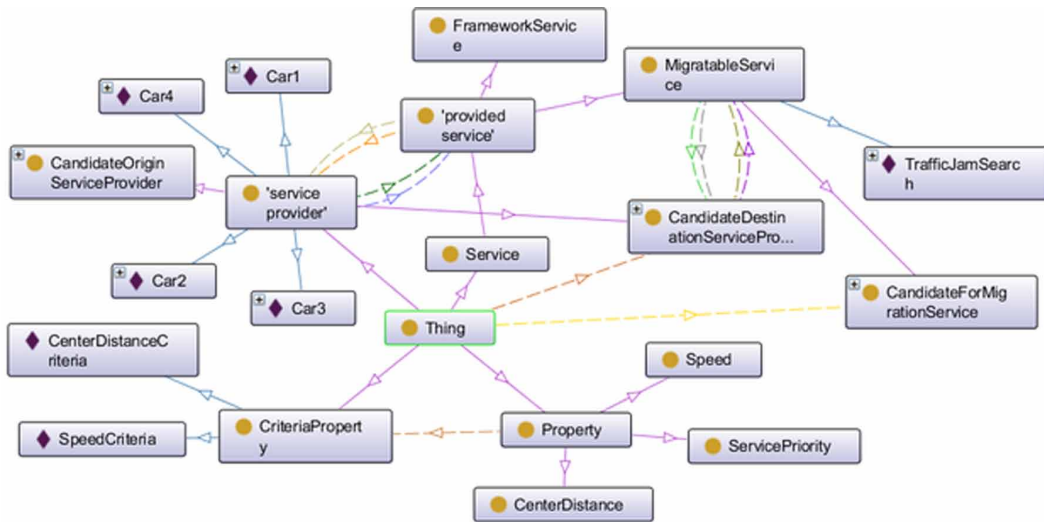 FrameworkServic
e
MigratableServi
ce
Car1
Car4
'provided
service'
CandidateOrigin
ServiceProvider
TrafficJamSearc
h
'service
provider'
CandidateDestin
ationServicePro...
Service
Car2
Car3
CandidateForMig
rationService
Thing
CenterDistanceC
riteria
Speed
CriteriaPropert
y
SpeedCriteria
Property
ServicePriority
CenterDistance